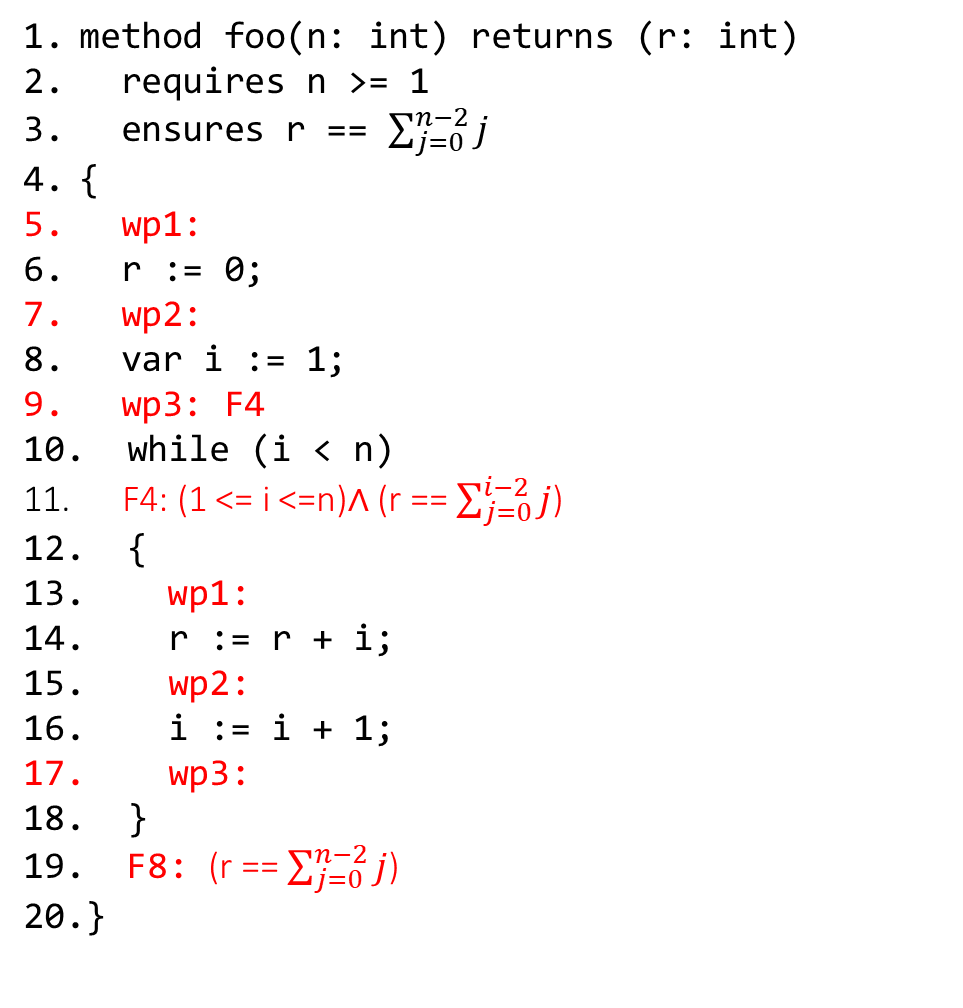 1. method foo(n: int) returns (r: int)
2. requires n >= 1
3. ensures r == ∑_{j=0}^{n−2} j
4. {
5. wp1:
6. r := 0;
7. wp2:
8. var i := 1;
9. wp3: F4
10. while (i < n)
11. F4: (1 <= i <=n)∧ (r == ∑_{j=0}^{i−2} j)
12. {
13. wp1:
14. r := r + i;
15. wp2:
16. i := i + 1;
17. wp3:
18. }
19. F8: (r == ∑_{j=0}^{n−2} j)
20.}